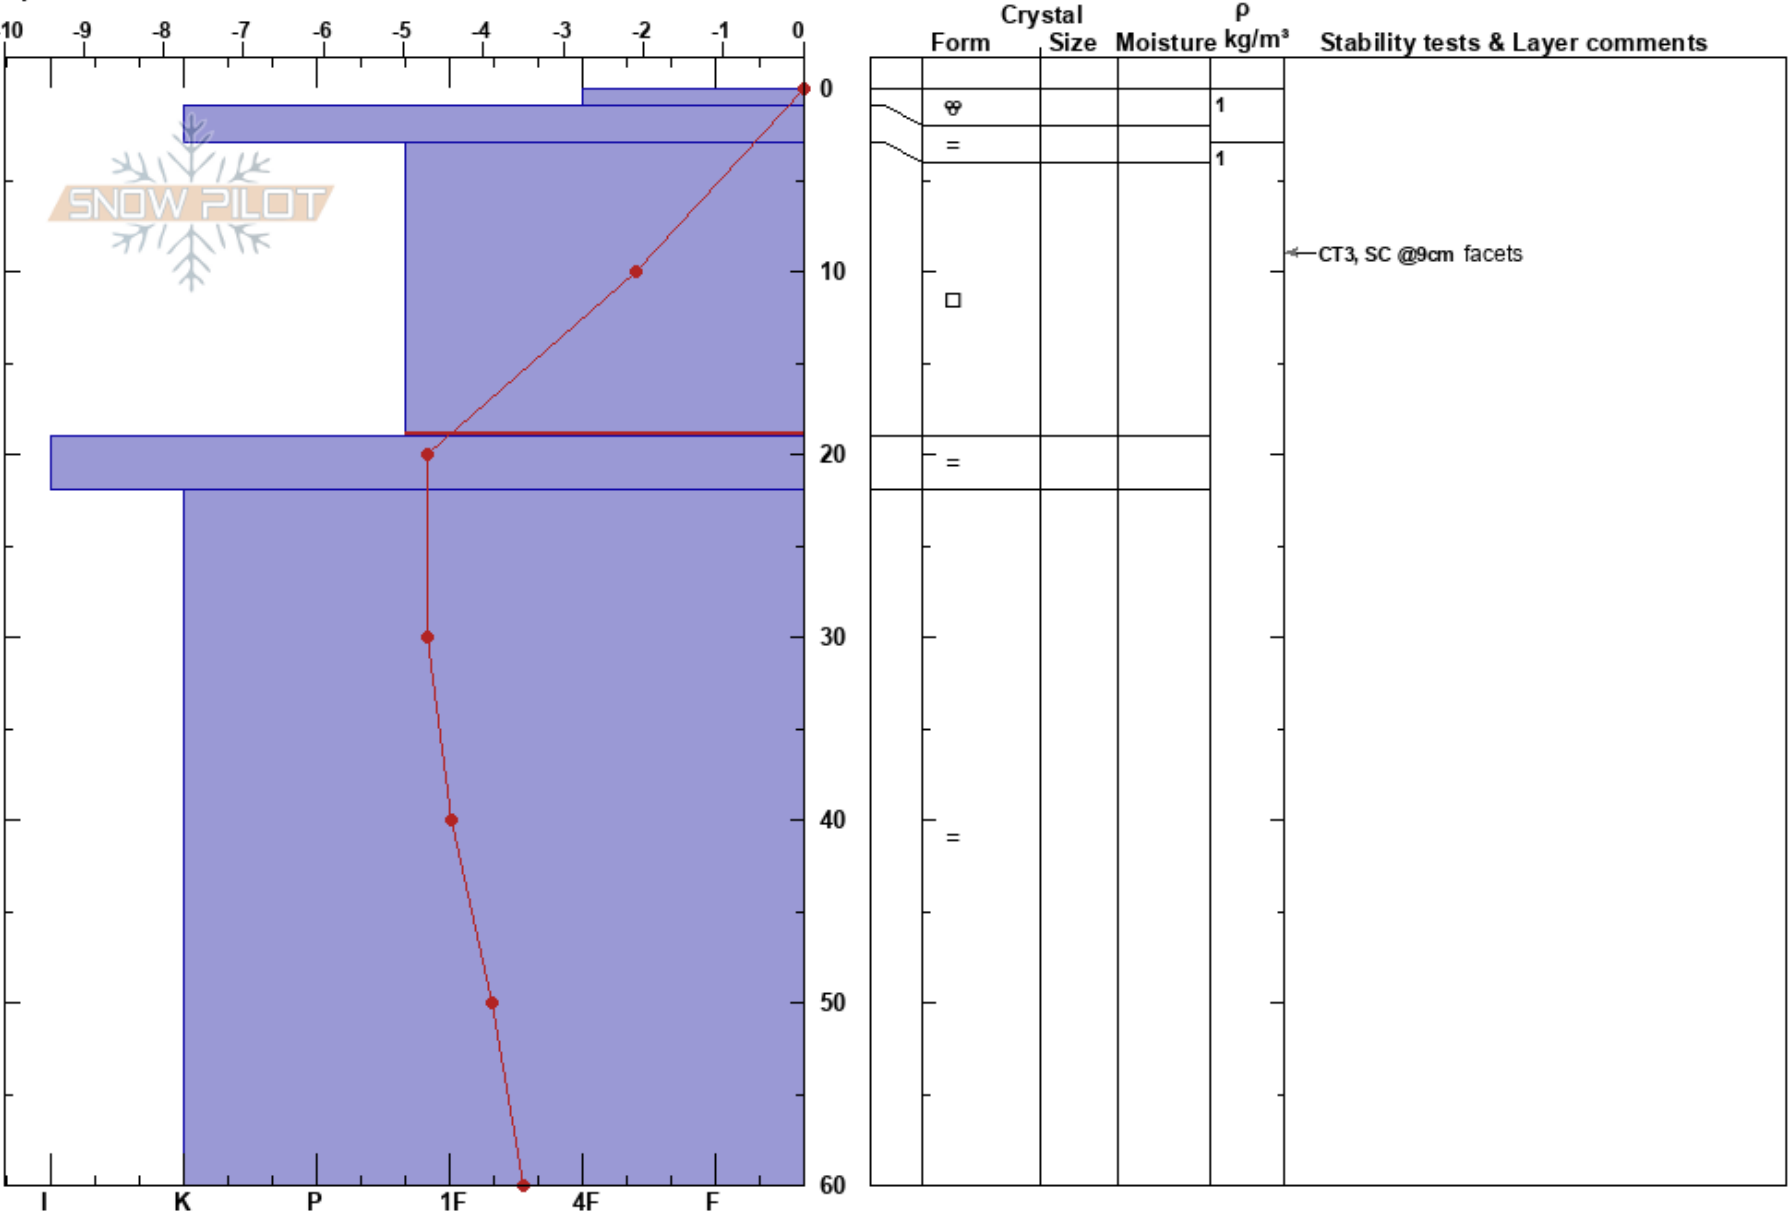 Crystal ρ
-10 -9 -8 -7 -6 -5 -4 -3 -2 -1 0
Form Size Moisture kg/m³ Stability tests & Layer comments
0
1
=
1
SNOW PILOT
CT3, SC @9cm facets
10
20
=
30
40
=
50
60
I K P 1F 4F F